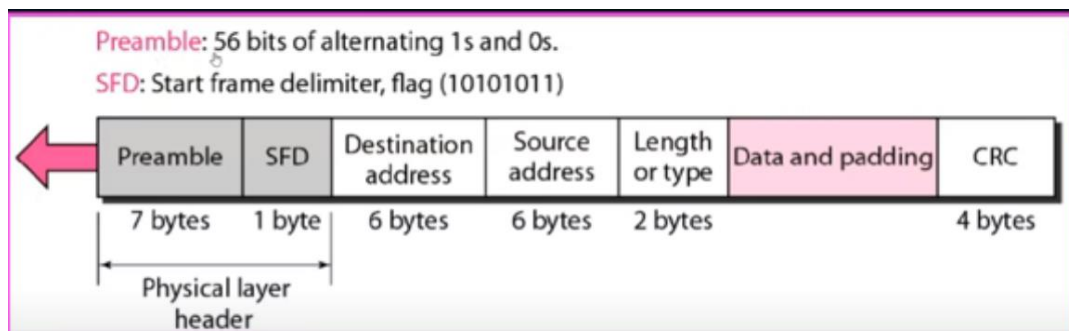 Preamble: 56 bits of alternating 1s and 0s.
SFD: Start frame delimiter, flag (10101011)
Preamble
SFD
Destination
address
Source
address
Length
or type
Data and padding
CRC
7 bytes
1 byte
6 bytes
6 bytes
2 bytes
4 bytes
Physical layer
header